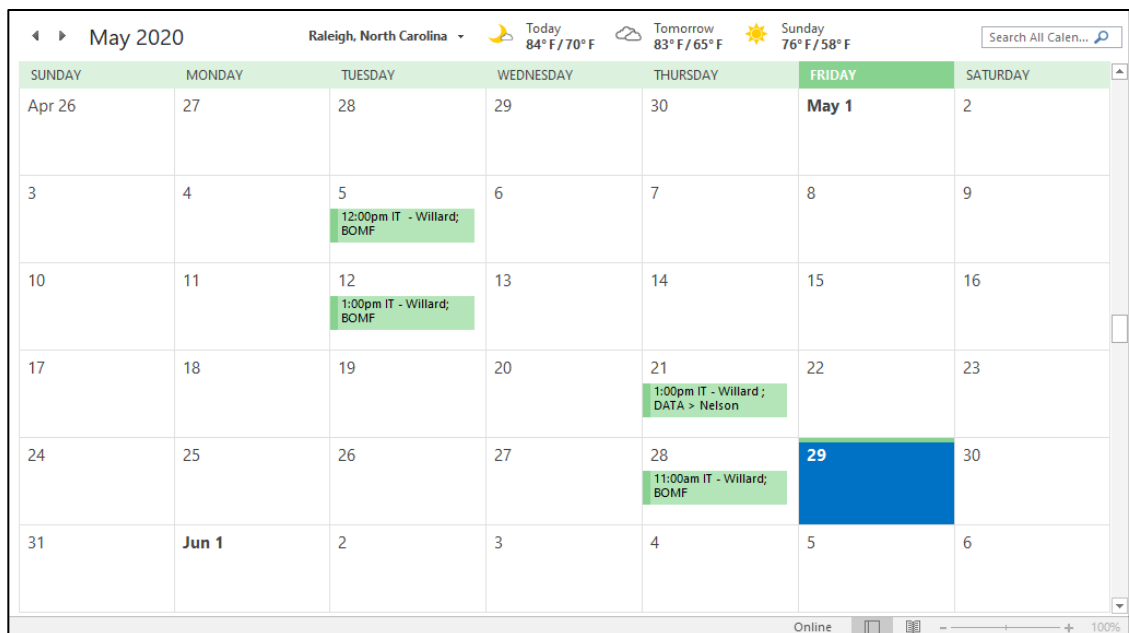 May 2020
Raleigh, North Carolina
Today
84° F / 70° F
Tomorrow
83° F / 65° F
Sunday
76° F / 58° F
Search All Calen...
SUNDAY MONDAY TUESDAY WEDNESDAY THURSDAY FRIDAY SATURDAY
Apr 26 27 28 29 30 May 1 2
3 4 5 6 7 8 9
12:00pm IT - Willard;
BOMF
10 11 12 13 14 15 16
1:00pm IT - Willard;
BOMF
17 18 19 20 21 22 23
1:00pm IT - Willard ;
DATA > Nelson
24 25 26 27 28 29 30
11:00am IT - Willard;
BOMF
31 Jun 1 2 3 4 5 6
Online - + 100%